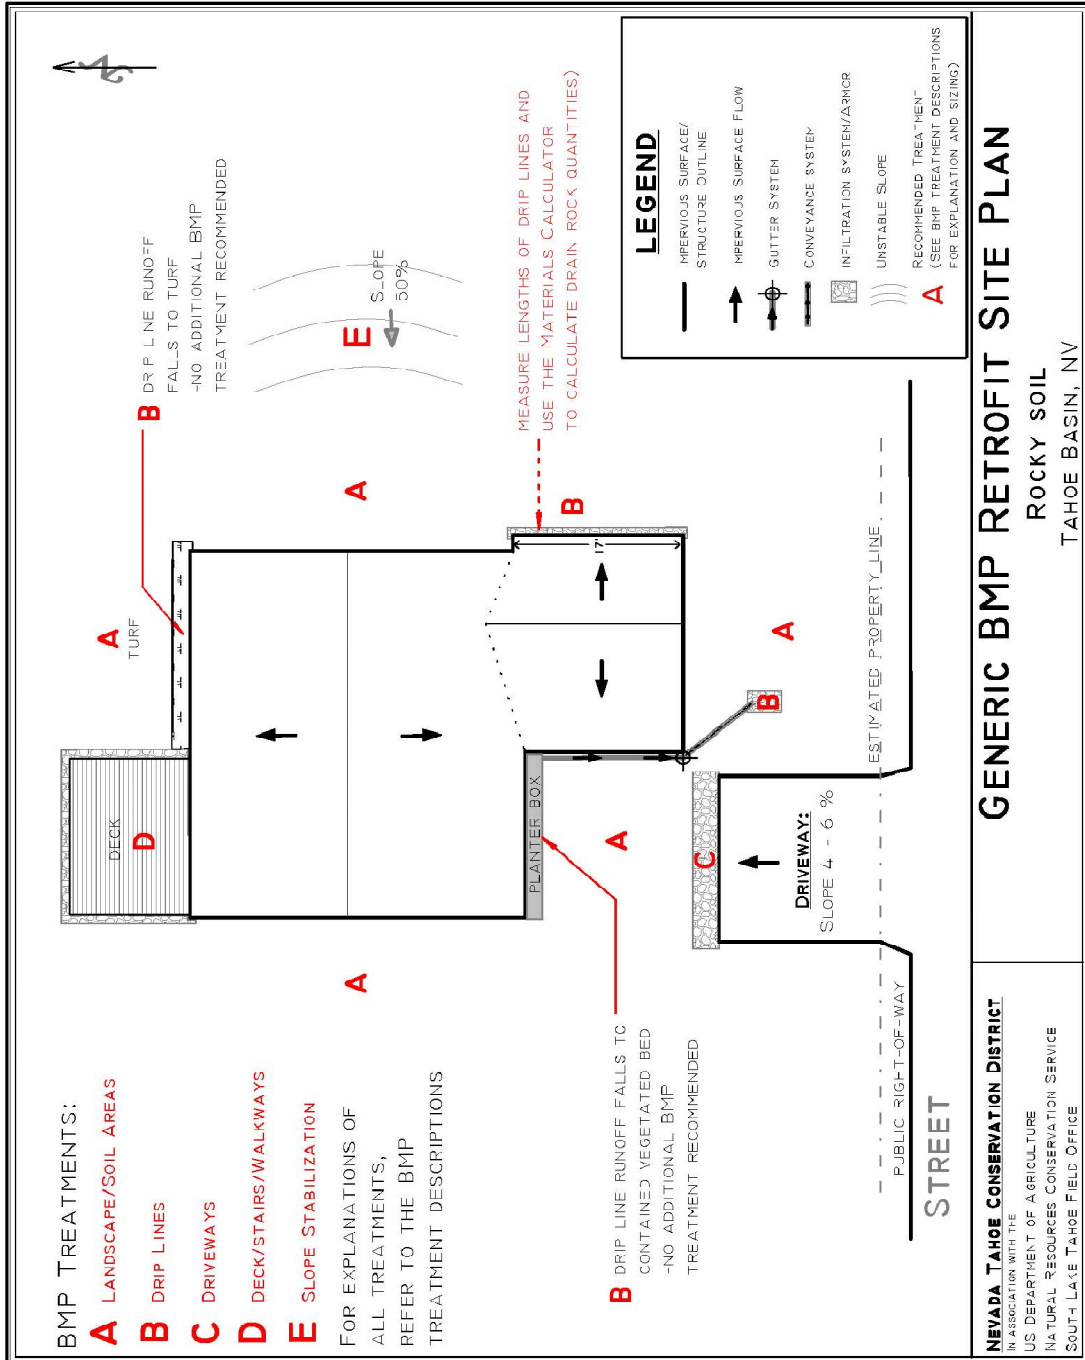 BMP TREATMENTS:
A LANDSCAPE/SOIL AREAS
B DRIP LINES
C DRIVEWAYS
D DECK/STAIRS/WALKWAYS
E SLOPE STABILIZATION
FOR EXPLANATIONS OF
ALL TREATMENTS,
REFER TO THE BMP
TREATMENT DESCRIPTIONS
N
B DRIP LINE RUNOFF
FALLS TO TURF
-NO ADDITIONAL BMP
TREATMENT RECOMMENDED
A
TURF
DECK
D
E
SLOPE
50%
A
A
MEASURE LENGTHS OF DRIP LINES AND
USE THE MATERIALS CALCULATOR
TO CALCULATE DRAIN ROCK QUANTITIES)
B
17'
PLANTER BOX
A
B DRIP LINE RUNOFF FALLS TO
CONTAINED VEGETATED BED
-NO ADDITIONAL BMP
TREATMENT RECOMMENDED
B
A
C
DRIVEWAY:
SLOPE 4 - 6 %
ESTIMATED PROPERTY LINE
PUBLIC RIGHT-OF-WAY
STREET
LEGEND
MPERVIOUS SURFACE/
STRUCTURE OUTLINE
MPERVIOUS SURFACE FLOW
GUTTER SYSTEM
CONVEYANCE SYSTEM
INFILTRATION SYSTEM/ARMOR
UNSTABLE SLOPE
A RECOMMENDED TREATMENT
(SEE BMP TREATMENT DESCRIPTIONS
FOR EXPLANATION AND SIZING)
NEVADA TAHOE CONSERVATION DISTRICT
IN ASSOCIATION WITH THE
US DEPARTMENT OF AGRICULTURE
NATURAL RESOURCES CONSERVATION SERVICE
SOUTH LAKE TAHOE FIELD OFFICE
GENERIC BMP RETROFIT SITE PLAN
ROCKY SOIL
TAHOE BASIN, NV